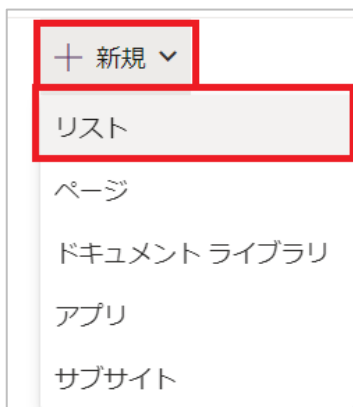 ＋ 新規
リスト
ページ
ドキュメント ライブラリ
アプリ
サブサイト